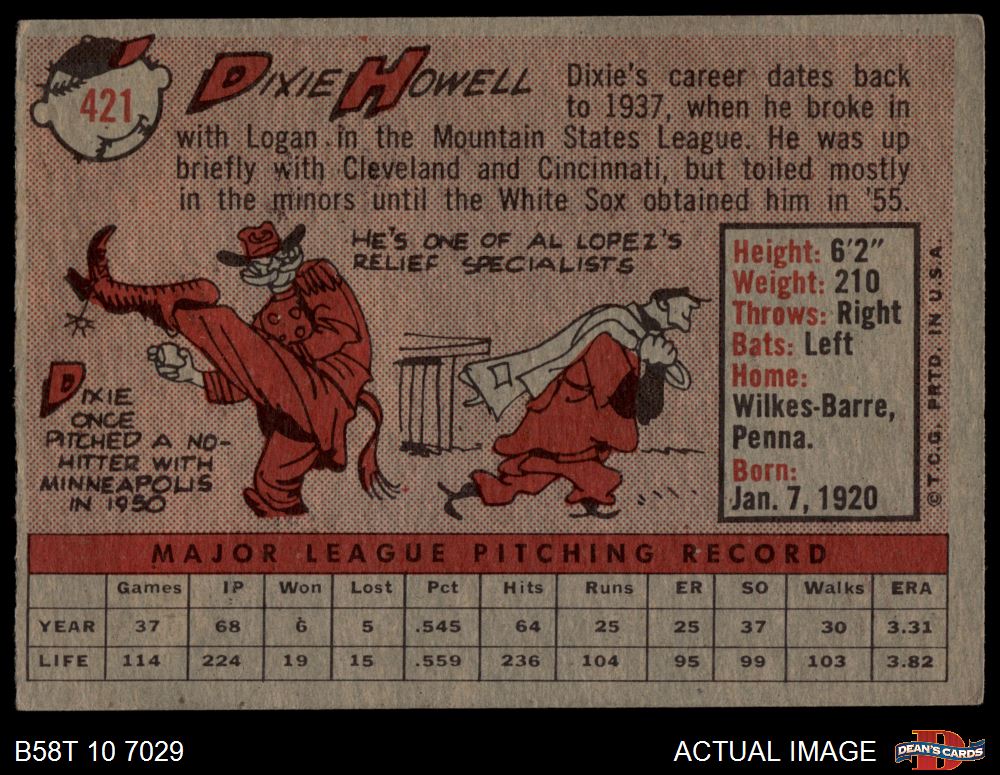 421
DIXIE HOWELL
Dixie's career dates back
to 1937, when he broke in
with Logan in the Mountain States League. He was up
briefly with Cleveland and Cincinnati, but toiled mostly
in the minors until the White Sox obtained him in '55.
HE'S ONE OF AL LOPEZ'S
RELIEF SPECIALISTS
DIXIE
ONCE
PITCHED A NO-
HITTER WITH
MINNEAPOLIS
IN 1950
Height: 6'2"
Weight: 210
Throws: Right
Bats: Left
Home:
Wilkes-Barre,
Penna.
Born:
Jan. 7, 1920
© T.C.G. PRTD. IN U.S.A.
MAJOR LEAGUE PITCHING RECORD
Games IP Won Lost Pct Hits Runs ER SO Walks ERA
YEAR 37 68 6 5 .545 64 25 25 37 30 3.31
LIFE 114 224 19 15 .559 236 104 95 99 103 3.82
B58T 10 7029
ACTUAL IMAGE
DEAN'S CARDS